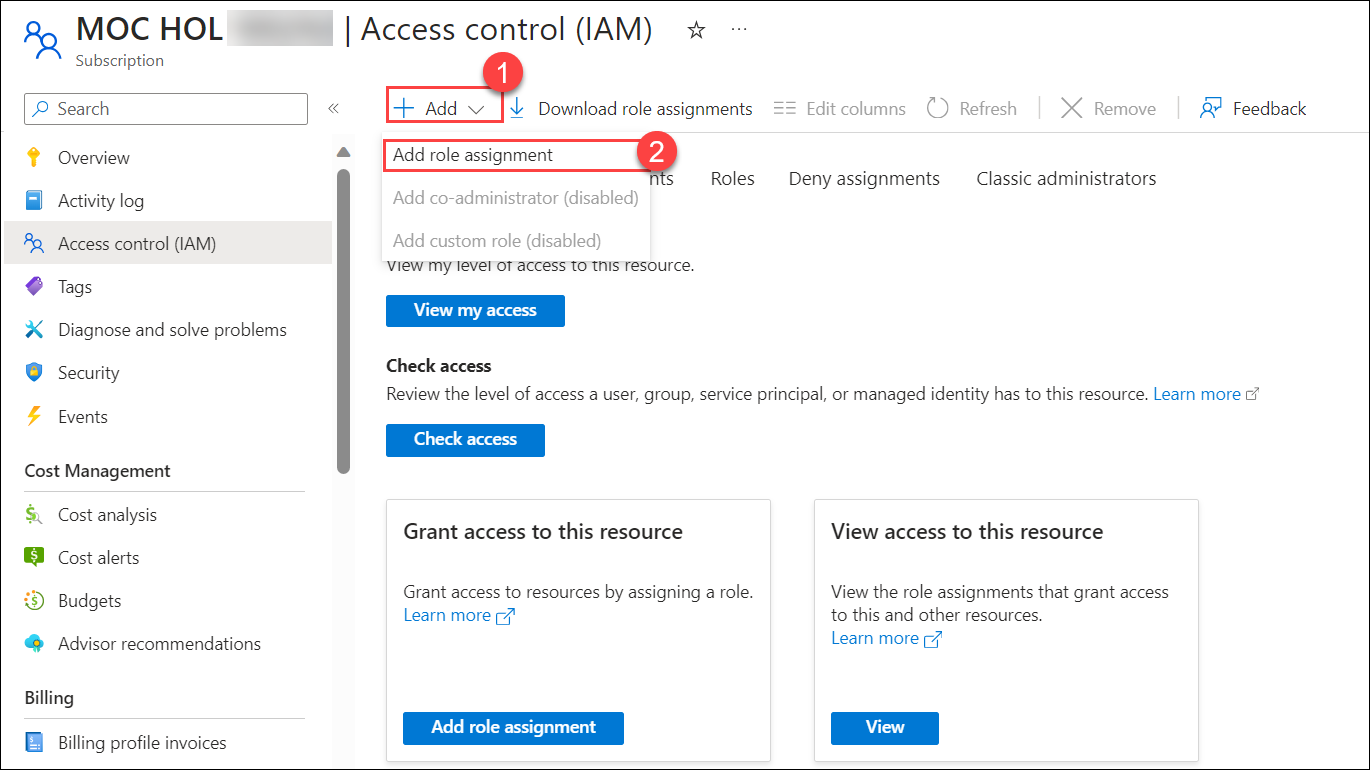 MOC HOL | Access control (IAM) ☆ ...
Subscription
1
Search «
+ Add Download role assignments Edit columns Refresh Remove Feedback
Add role assignment 2
Add co-administrator (disabled)
Add custom role (disabled)
nts Roles Deny assignments Classic administrators
Overview
Activity log
Access control (IAM)
Tags
Diagnose and solve problems
Security
Events
Cost Management
Cost analysis
Cost alerts
Budgets
Advisor recommendations
Billing
Billing profile invoices
View my level of access to this resource.
View my access
Check access
Review the level of access a user, group, service principal, or managed identity has to this resource. Learn more
Check access
Grant access to this resource
Grant access to resources by assigning a role.
Learn more
Add role assignment
View access to this resource
View the role assignments that grant access
to this and other resources.
Learn more
View